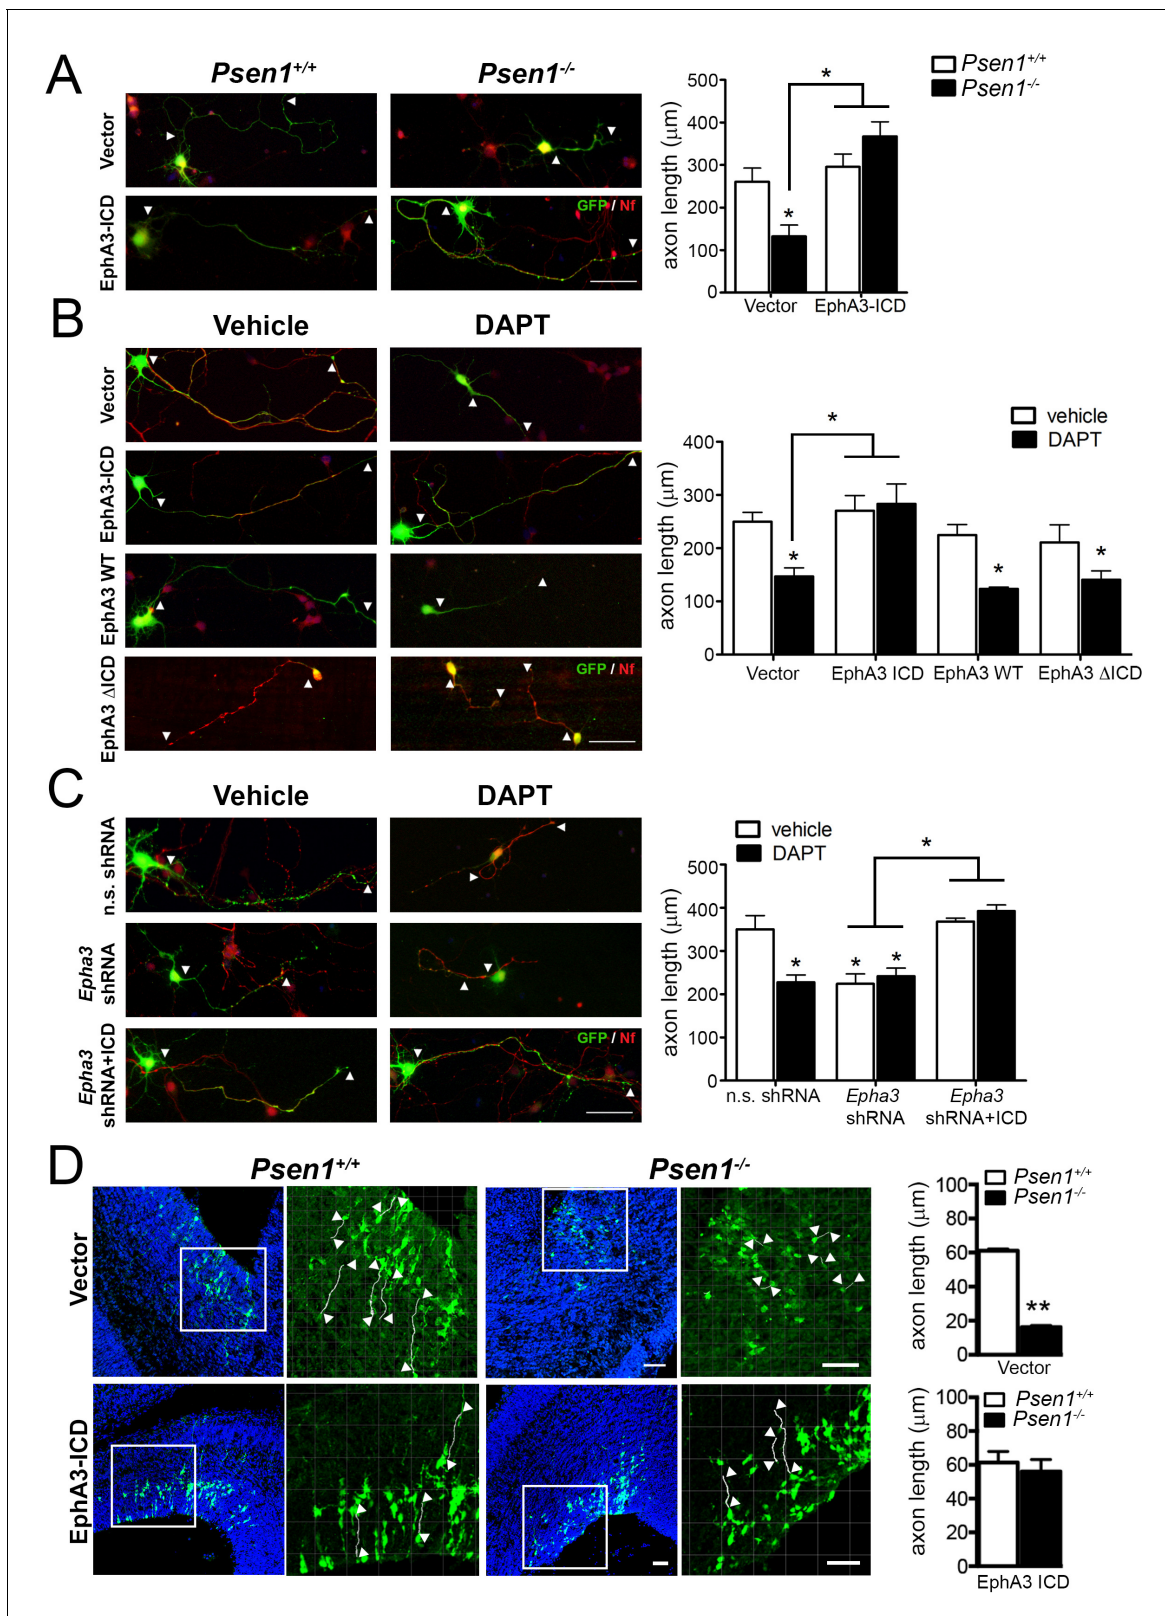 A
Psen1+/+
Psen1-/-
Vector
EphA3-ICD
GFP / Nf
axon length (µm)
500
400
300
200
100
0
*
*
Vector
EphA3-ICD
Psen1+/+
Psen1-/-
B
Vehicle
DAPT
Vector
EphA3-ICD
EphA3 WT
EphA3 ΔICD
GFP / Nf
vehicle
DAPT
axon length (µm)
400
300
200
100
0
*
*
*
*
Vector
EphA3 ICD
EphA3 WT
EphA3 ΔICD
C
Vehicle
DAPT
n.s. shRNA
Epha3
shRNA
Epha3
shRNA+ICD
GFP / Nf
vehicle
DAPT
axon length (µm)
500
400
300
200
100
0
*
*
*
*
n.s. shRNA
Epha3
shRNA
Epha3
shRNA+ICD
D
Psen1+/+
Psen1-/-
Vector
EphA3-ICD
Psen1+/+
Psen1-/-
axon length (µm)
100
80
60
40
20
0
**
Vector
Psen1+/+
Psen1-/-
axon length (µm)
100
80
60
40
20
0
EphA3 ICD